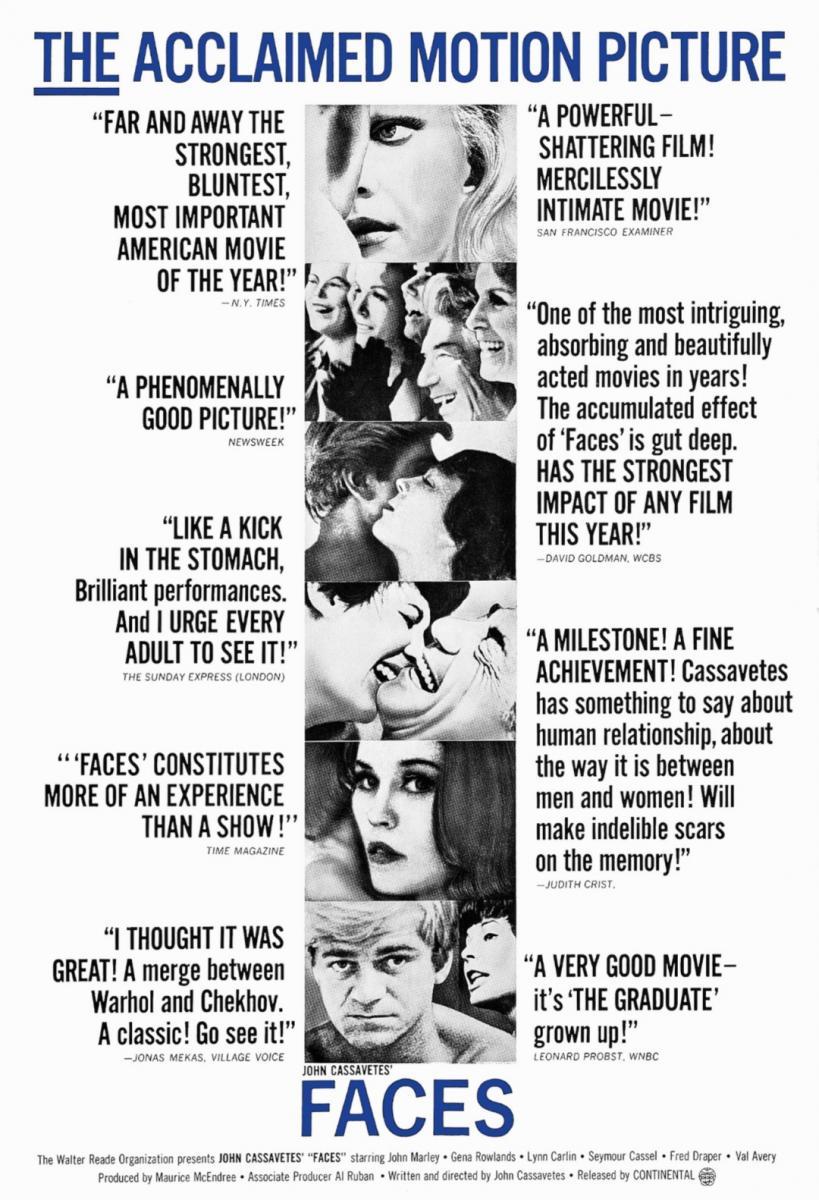 THE ACCLAIMED MOTION PICTURE
“FAR AND AWAY THE
STRONGEST,
BLUNTEST,
MOST IMPORTANT
AMERICAN MOVIE
OF THE YEAR!”
—N.Y. TIMES
“A PHENOMENALLY
GOOD PICTURE!”
NEWSWEEK
“LIKE A KICK
IN THE STOMACH,
Brilliant performances.
And I URGE EVERY
ADULT TO SEE IT!”
THE SUNDAY EXPRESS (LONDON)
“‘FACES’ CONSTITUTES
MORE OF AN EXPERIENCE
THAN A SHOW!”
TIME MAGAZINE
“I THOUGHT IT WAS
GREAT! A merge between
Warhol and Chekhov.
A classic! Go see it!”
—JONAS MEKAS, VILLAGE VOICE
“A POWERFUL—
SHATTERING FILM!
MERCILESSLY
INTIMATE MOVIE!”
SAN FRANCISCO EXAMINER
“One of the most intriguing,
absorbing and beautifully
acted movies in years!
The accumulated effect
of ‘Faces’ is gut deep.
HAS THE STRONGEST
IMPACT OF ANY FILM
THIS YEAR!”
—DAVID GOLDMAN, WCBS
“A MILESTONE! A FINE
ACHIEVEMENT! Cassavetes
has something to say about
human relationship, about
the way it is between
men and women! Will
make indelible scars
on the memory!”
—JUDITH CRIST.
“A VERY GOOD MOVIE—
it’s ‘THE GRADUATE’
grown up!”
LEONARD PROBST, WNBC
JOHN CASSAVETES’
FACES
The Walter Reade Organization presents JOHN CASSAVETES’ “FACES” starring John Marley • Gena Rowlands • Lynn Carlin • Seymour Cassel • Fred Draper • Val Avery
Produced by Maurice McEndree • Associate Producer Al Ruban • Written and directed by John Cassavetes • Released by CONTINENTAL